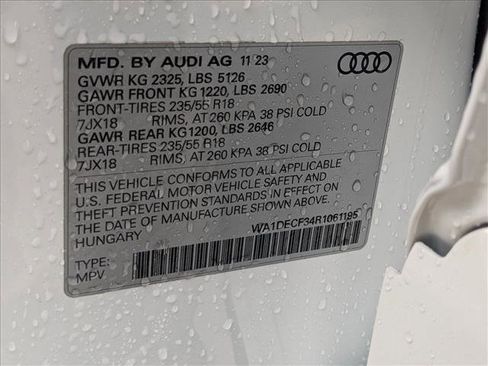 MFD. BY AUDI AG 11 23
GVWR KG 2325, LBS 5126
GAWR FRONT KG 1220, LBS 2690
FRONT-TIRES 235/55 R18
7JX18 RIMS, AT 260 KPA 38 PSI COLD
GAWR REAR KG1200, LBS 2646
REAR-TIRES 235/55 R18
7JX18 RIMS, AT 260 KPA 38 PSI COLD
THIS VEHICLE CONFORMS TO ALL APPLICABLE
U.S. FEDERAL MOTOR VEHICLE SAFETY AND
THEFT PREVENTION STANDARDS IN EFFECT ON
THE DATE OF MANUFACTURE SHOWN ABOVE.
HUNGARY
WA1DECF34R1061195
TYPE:
MPV